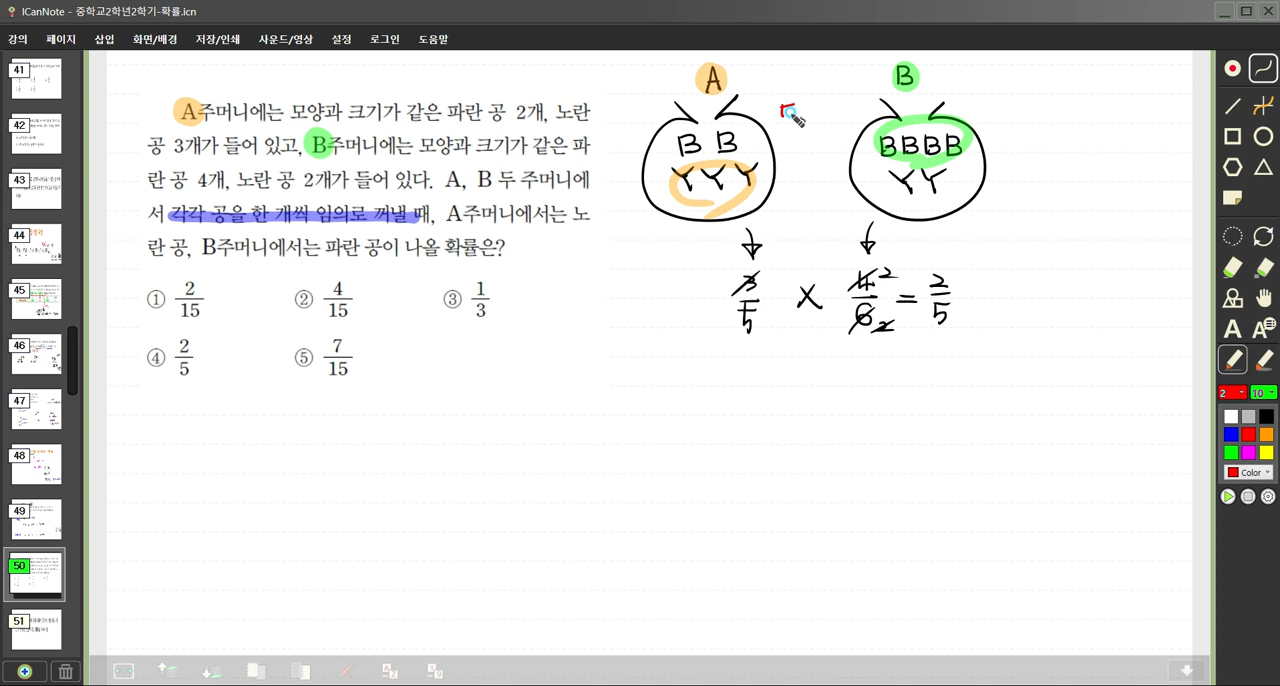 ICanNote - 중학교2학년2학기-확률.icn
강의 페이지 삽입 화면/배경 저장/인쇄 사운드/영상 설정 로그인 도움말
41
42
43
44
45
46
47
48
49
50
51
A주머니에는 모양과 크기가 같은 파란 공 2개, 노란
공 3개가 들어 있고, B주머니에는 모양과 크기가 같은 파
란 공 4개, 노란 공 2개가 들어 있다. A, B 두 주머니에
서 각각 공을 한 개씩 임의로 꺼낼 때, A주머니에서는 노
란 공, B주머니에서는 파란 공이 나올 확률은?
① 2/15 ② 4/15 ③ 1/3
④ 2/5 ⑤ 7/15
A B
B B
Y Y Y
B B B B
Y Y
3/5 × 4/6 = 2/5
2
2
2 10
Color